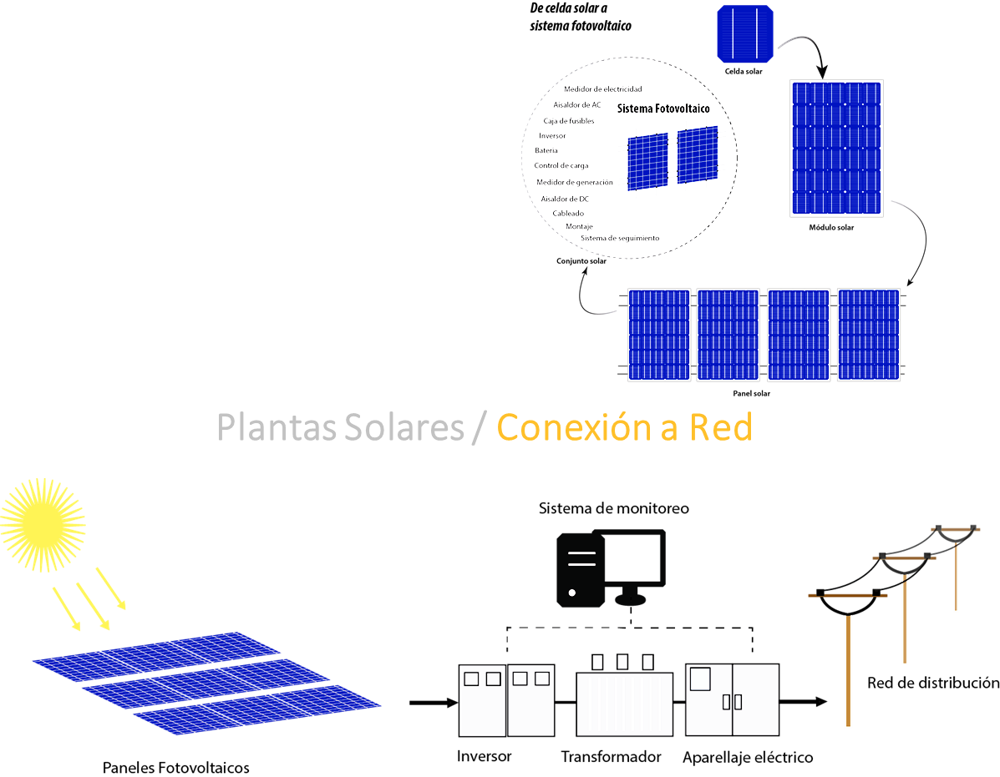 De celda solar a
sistema fotovoltaico
Celda solar
Medidor de electricidad
Aisaldor de AC
Sistema Fotovoltaico
Caja de fusibles
Inversor
Bateria
Control de carga
Medidor de generación
Aisaldor de DC
Cableado
Montaje
Sistema de seguimiento
Módulo solar
Conjunto solar
Panel solar
Plantas Solares / Conexión a Red
Sistema de monitoreo
Red de distribución
Paneles Fotovoltaicos
Inversor
Transformador
Aparellaje eléctrico